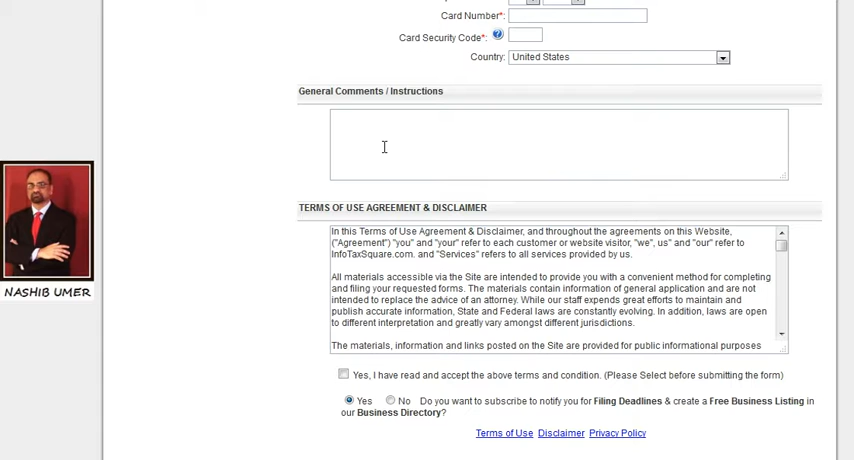 Card Number*:
Card Security Code*: ?
Country: United States
General Comments / Instructions
TERMS OF USE AGREEMENT & DISCLAIMER
In this Terms of Use Agreement & Disclaimer, and throughout the agreements on this Website,
("Agreement") "you" and "your" refer to each customer or website visitor, "we", us" and "our" refer to
InfoTaxSquare.com. and "Services" refers to all services provided by us.
All materials accessible via the Site are intended to provide you with a convenient method for completing
and filing your requested forms. The materials contain information of general application and are not
intended to replace the advice of an attorney. While our staff expends great efforts to maintain and
publish accurate information, State and Federal laws are constantly evolving. In addition, laws are open
to different interpretation and greatly vary amongst different jurisdictions.
The materials, information and links posted on the Site are provided for public informational purposes
Yes, I have read and accept the above terms and condition. (Please Select before submitting the form)
Yes No Do you want to subscribe to notify you for Filing Deadlines & create a Free Business Listing in
our Business Directory?
Terms of Use Disclaimer Privacy Policy
NASHIB UMER